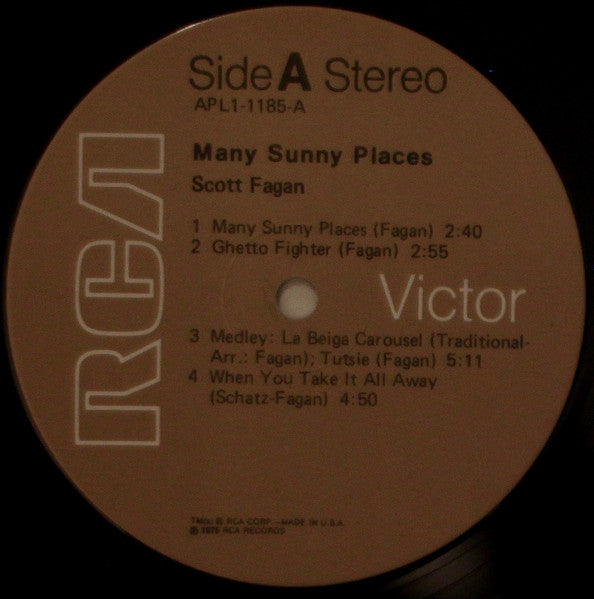 Side A Stereo
APL1-1185-A
Many Sunny Places
Scott Fagan
1 Many Sunny Places (Fagan) 2:40
2 Ghetto Fighter (Fagan) 2:55
RCA
Victor
3 Medley: La Beiga Carousel (Traditional-
Arr.: Fagan); Tutsie (Fagan) 5:11
4 When You Take It All Away
(Schatz-Fagan) 4:50
TM(s) ® RCA CORP.—MADE IN U.S.A.
℗ 1975 RCA RECORDS